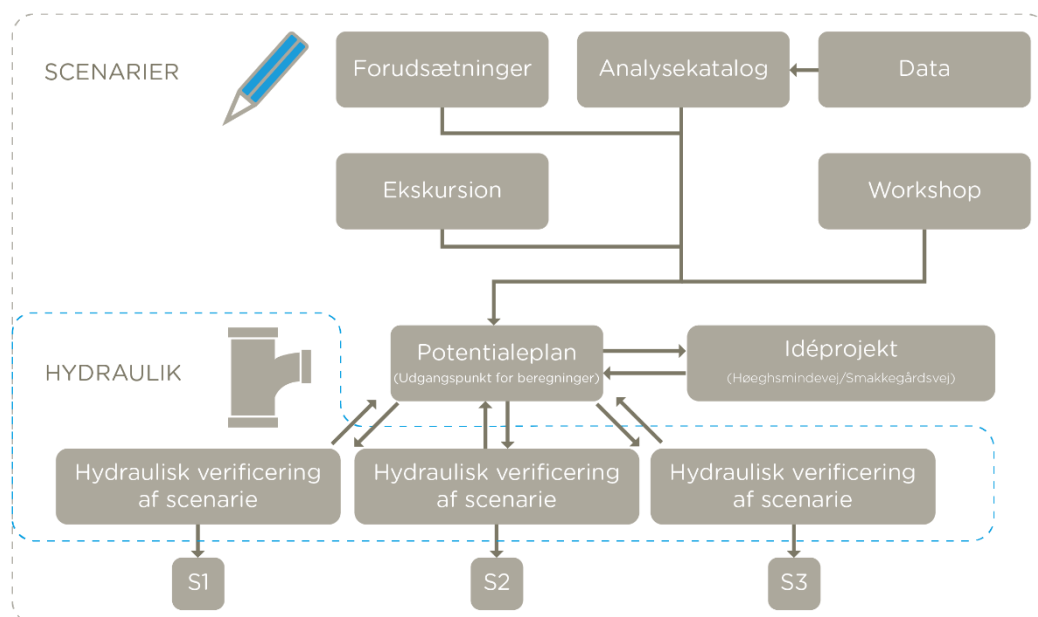 SCENARIER
Forudsætninger
Analysekatalog
Data
Ekskursion
Workshop
HYDRAULIK
Potentialeplan
(Udgangspunkt for beregninger)
Idéprojekt
(Høeghsmindevej/Smakkegårdsvej)
Hydraulisk verificering
af scenarie
Hydraulisk verificering
af scenarie
Hydraulisk verificering
af scenarie
S1
S2
S3